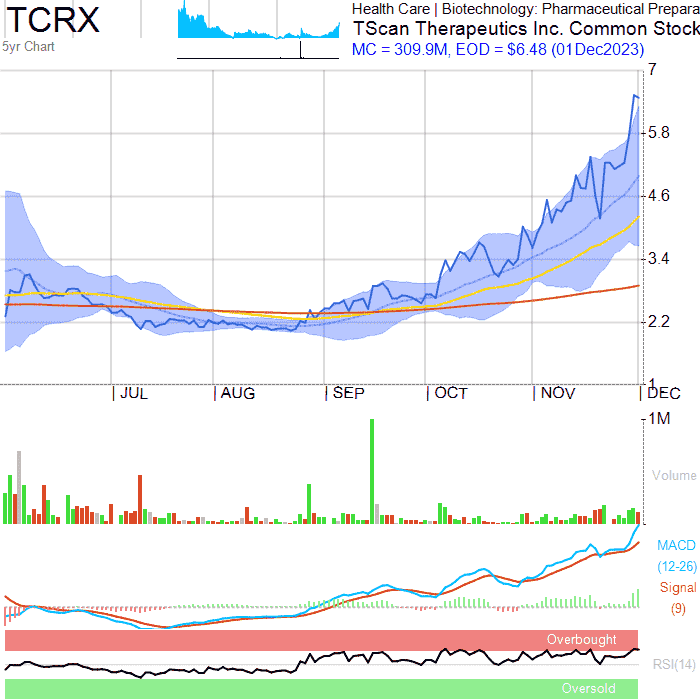 TCRX
5yr Chart
Health Care | Biotechnology: Pharmaceutical Prepara
TScan Therapeutics Inc. Common Stock
MC = 309.9M, EOD = $6.48 (01Dec2023)
7
5.8
4.6
3.4
2.2
1
| JUL | AUG | SEP | OCT | NOV | DEC
1M
Volume
MACD
(12-26)
Signal
(9)
Overbought
RSI(14)
Oversold